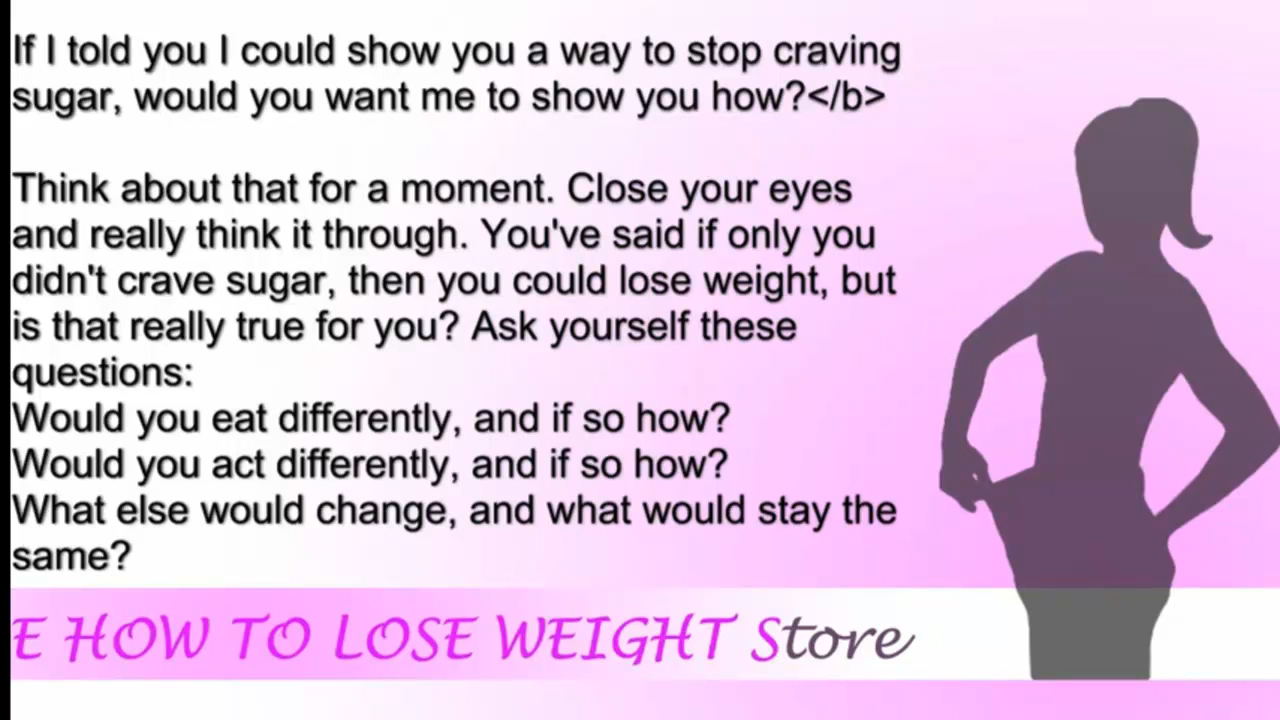 If I told you I could show you a way to stop craving
sugar, would you want me to show you how?</b>
Think about that for a moment. Close your eyes
and really think it through. You've said if only you
didn't crave sugar, then you could lose weight, but
is that really true for you? Ask yourself these
questions:
Would you eat differently, and if so how?
Would you act differently, and if so how?
What else would change, and what would stay the
same?
E HOW TO LOSE WEIGHT Store